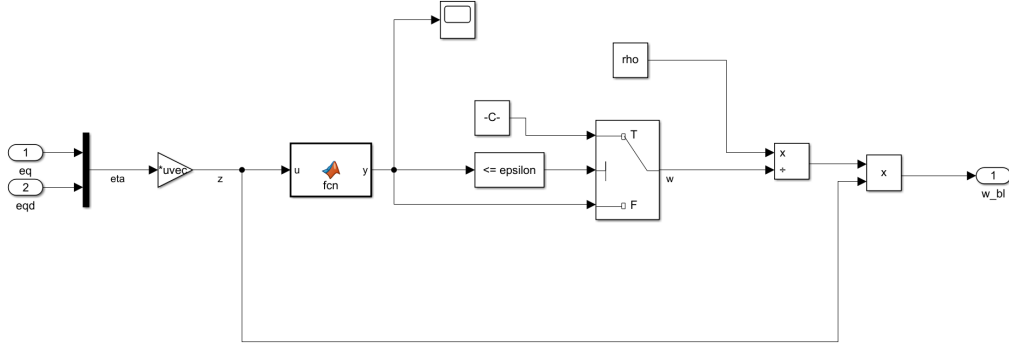 rho
-C-
T
1
eq
eta
*uvec
z
u
fcn
y
<= epsilon
w
x
÷
x
1
w_bl
2
eqd
F